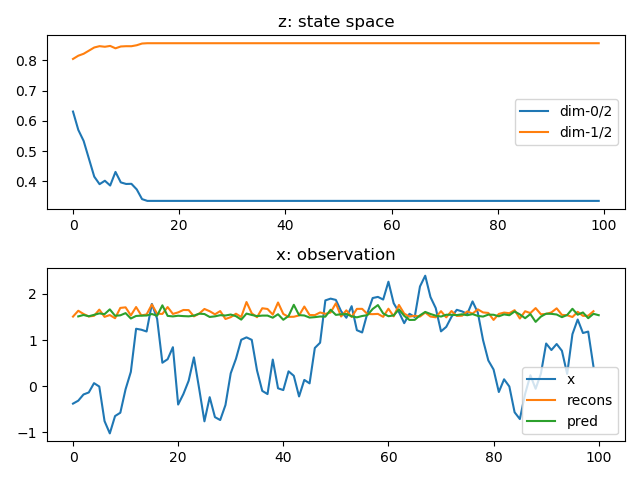 z: state space
0.8
0.7
0.6
0.5
0.4
dim-0/2
dim-1/2
0 20 40 60 80 100
x: observation
2
1
0
−1
x
recons
pred
0 20 40 60 80 100